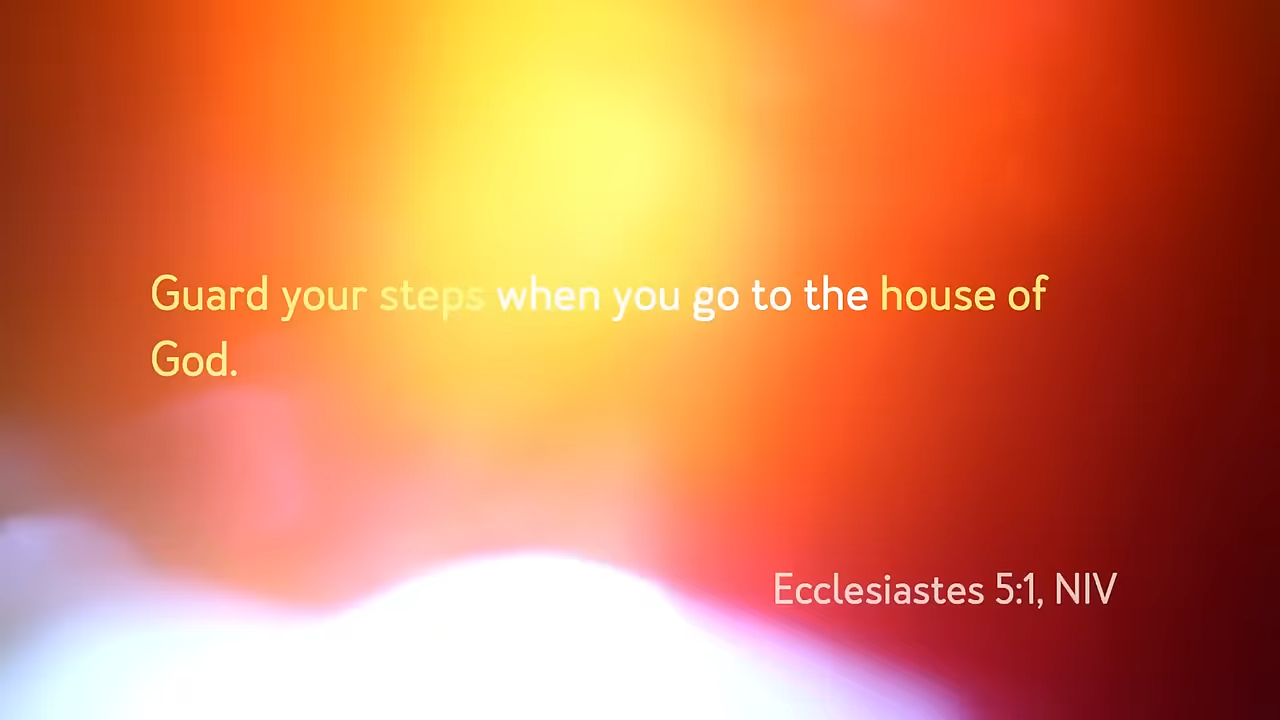 Guard your steps when you go to the house of
God.
Ecclesiastes 5:1, NIV